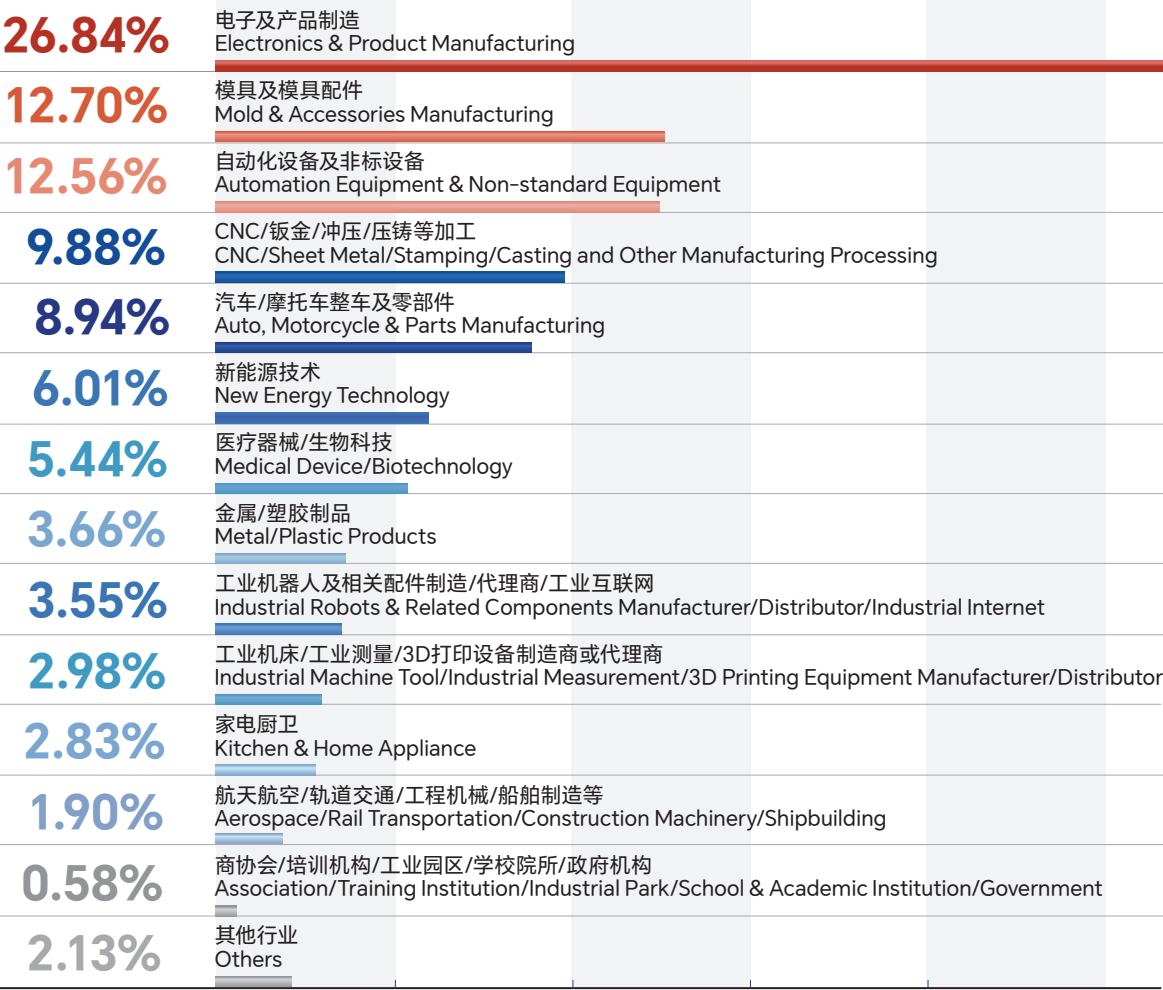 26.84%
电子及产品制造
Electronics & Product Manufacturing
12.70%
模具及模具配件
Mold & Accessories Manufacturing
12.56%
自动化设备及非标设备
Automation Equipment & Non-standard Equipment
9.88%
CNC/钣金/冲压/压铸等加工
CNC/Sheet Metal/Stamping/Casting and Other Manufacturing Processing
8.94%
汽车/摩托车整车及零部件
Auto, Motorcycle & Parts Manufacturing
6.01%
新能源技术
New Energy Technology
5.44%
医疗器械/生物科技
Medical Device/Biotechnology
3.66%
金属/塑胶制品
Metal/Plastic Products
3.55%
工业机器人及相关配件制造/代理商/工业互联网
Industrial Robots & Related Components Manufacturer/Distributor/Industrial Internet
2.98%
工业机床/工业测量/3D打印设备制造商或代理商
Industrial Machine Tool/Industrial Measurement/3D Printing Equipment Manufacturer/Distributor
2.83%
家电厨卫
Kitchen & Home Appliance
1.90%
航天航空/轨道交通/工程机械/船舶制造等
Aerospace/Rail Transportation/Construction Machinery/Shipbuilding
0.58%
商协会/培训机构/工业园区/学校院所/政府机构
Association/Training Institution/Industrial Park/School & Academic Institution/Government
2.13%
其他行业
Others